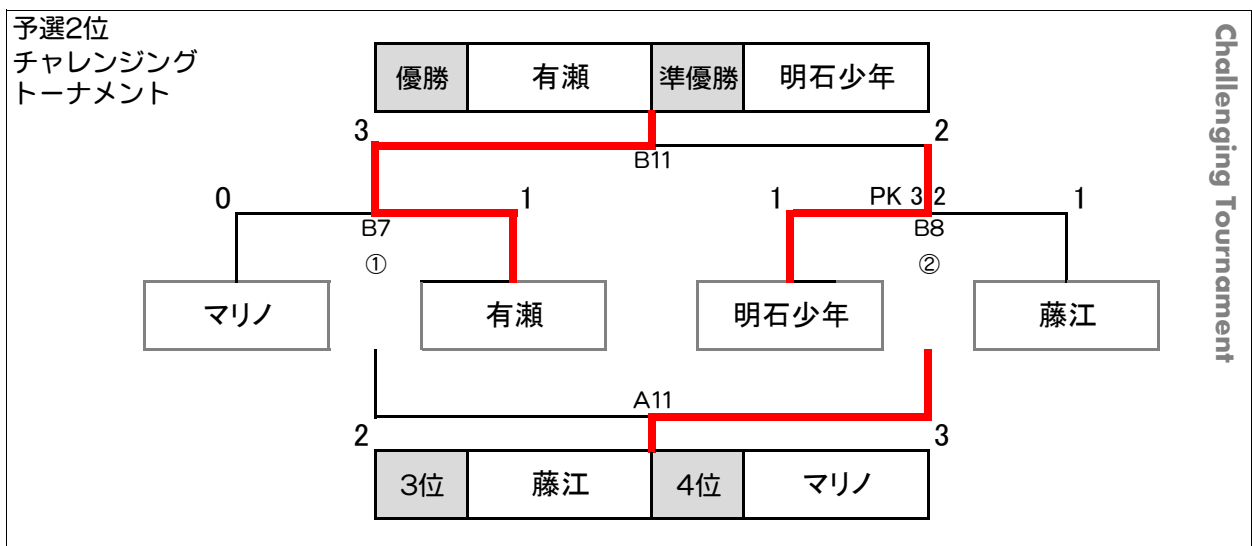 予選2位
チャレンジング
トーナメント
優勝 有瀬 準優勝 明石少年
3 2
B11
0 1 1 PK 3 2 1
B7 B8
① ②
マリノ 有瀬 明石少年 藤江
A11
2 3
3位 藤江 4位 マリノ
Challenging Tournament